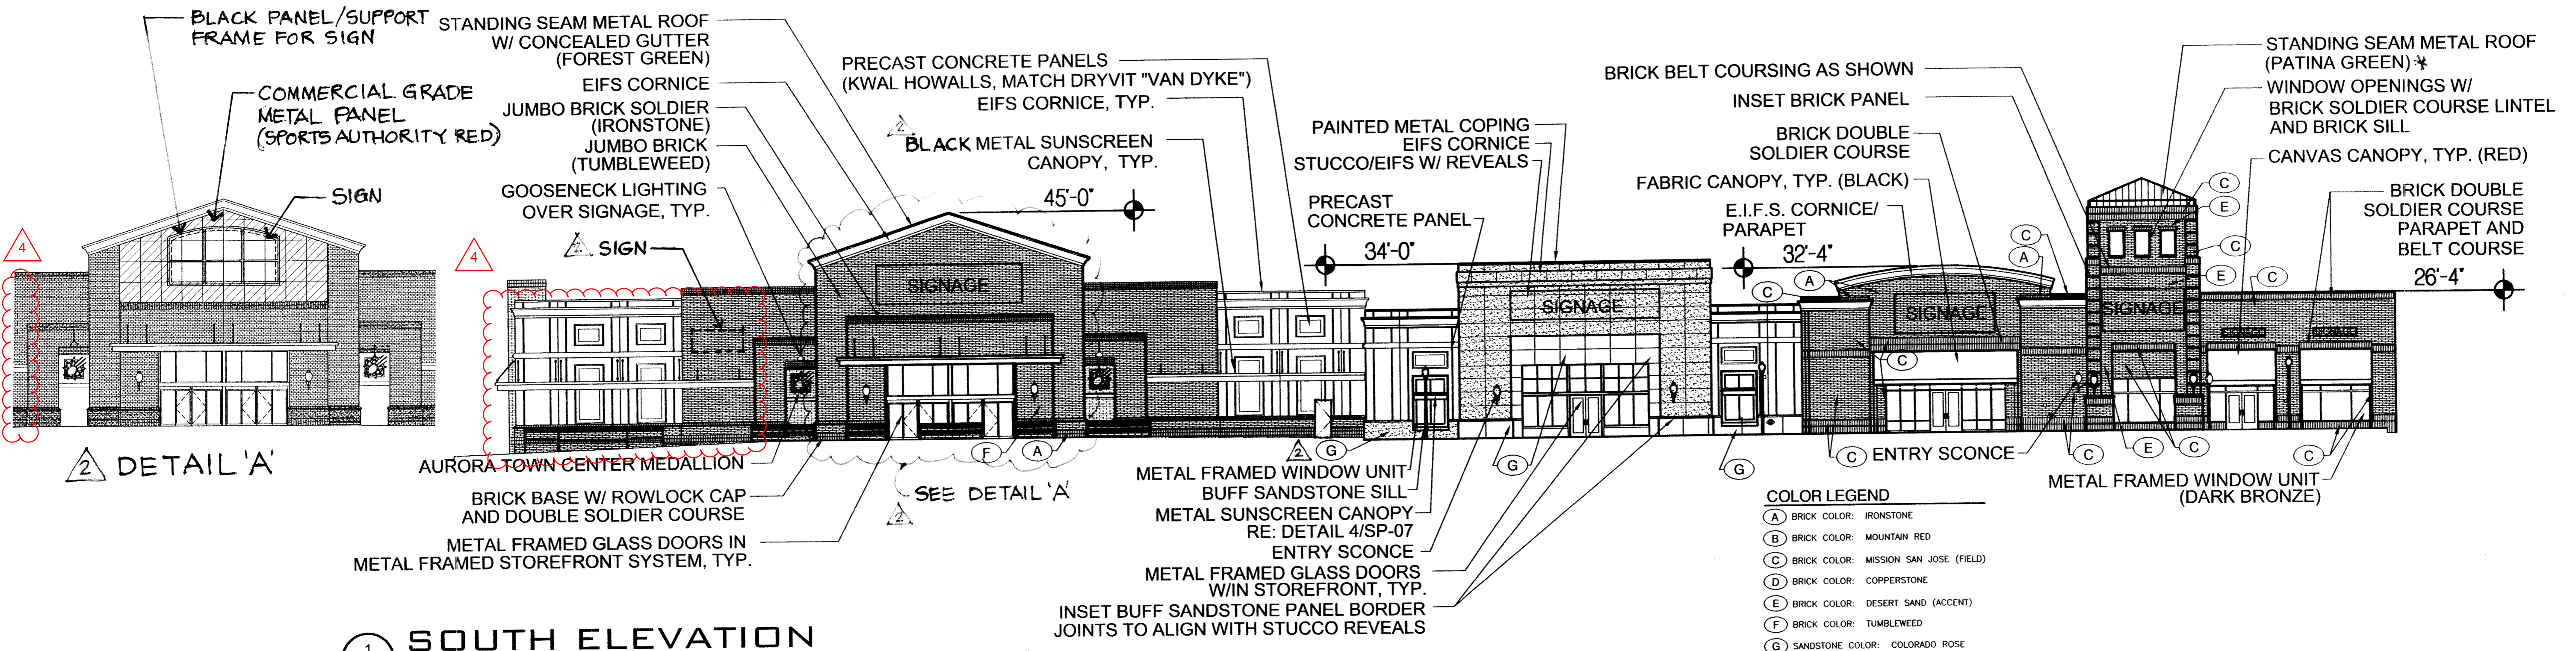 BLACK PANEL/SUPPORT
FRAME FOR SIGN
COMMERCIAL GRADE
METAL PANEL
(SPORTS AUTHORITY RED)
SIGN
4
2 DETAIL 'A'
4
STANDING SEAM METAL ROOF
W/ CONCEALED GUTTER
(FOREST GREEN)
EIFS CORNICE
JUMBO BRICK SOLDIER
(IRONSTONE)
JUMBO BRICK
(TUMBLEWEED)
GOOSENECK LIGHTING
OVER SIGNAGE, TYP.
2 SIGN
PRECAST CONCRETE PANELS
(KWAL HOWALLS, MATCH DRYVIT "VAN DYKE")
EIFS CORNICE, TYP.
2
BLACK METAL SUNSCREEN
CANOPY, TYP.
45'-0"
SIGNAGE
PAINTED METAL COPING
EIFS CORNICE
STUCCO/EIFS W/ REVEALS
PRECAST
CONCRETE PANEL
34'-0"
SIGNAGE
BRICK BELT COURSING AS SHOWN
INSET BRICK PANEL
BRICK DOUBLE
SOLDIER COURSE
FABRIC CANOPY, TYP. (BLACK)
E.I.F.S. CORNICE/
PARAPET
32'-4"
SIGNAGE
STANDING SEAM METAL ROOF
(PATINA GREEN) *
WINDOW OPENINGS W/
BRICK SOLDIER COURSE LINTEL
AND BRICK SILL
CANVAS CANOPY, TYP. (RED)
BRICK DOUBLE
SOLDIER COURSE
PARAPET AND
BELT COURSE
26'-4"
C
E
C
E
C
C
A
A
C
SIGNAGE
SIGNAGE
SIGNAGE
C
F
A
2
G
G
G
C
ENTRY SCONCE
C
E
C
C
AURORA TOWN CENTER MEDALLION
BRICK BASE W/ ROWLOCK CAP
AND DOUBLE SOLDIER COURSE
METAL FRAMED GLASS DOORS IN
METAL FRAMED STOREFRONT SYSTEM, TYP.
SEE DETAIL 'A'
2
METAL FRAMED WINDOW UNIT
BUFF SANDSTONE SILL
METAL SUNSCREEN CANOPY
RE: DETAIL 4/SP-07
ENTRY SCONCE
METAL FRAMED GLASS DOORS
W/IN STOREFRONT, TYP.
INSET BUFF SANDSTONE PANEL BORDER
JOINTS TO ALIGN WITH STUCCO REVEALS
METAL FRAMED WINDOW UNIT
(DARK BRONZE)
COLOR LEGEND
A BRICK COLOR: IRONSTONE
B BRICK COLOR: MOUNTAIN RED
C BRICK COLOR: MISSION SAN JOSE (FIELD)
D BRICK COLOR: COPPERSTONE
E BRICK COLOR: DESERT SAND (ACCENT)
F BRICK COLOR: TUMBLEWEED
G SANDSTONE COLOR: COLORADO ROSE
1 SOUTH ELEVATION